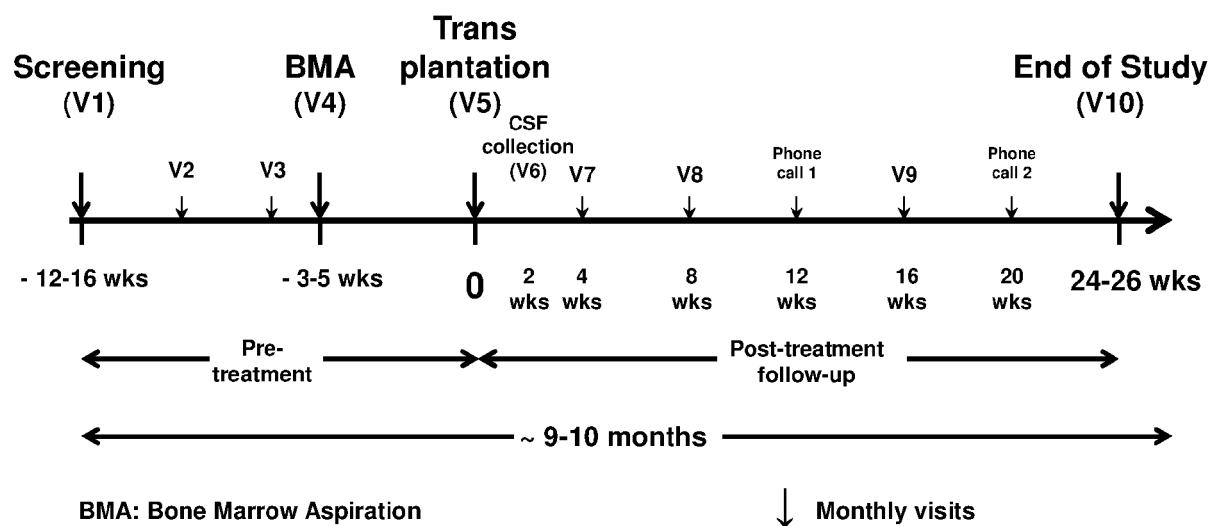 Screening
(V1)
BMA
(V4)
Trans
plantation
(V5)
End of Study
(V10)
V2
V3
CSF
collection
(V6)
V7
V8
Phone
call 1
V9
Phone
call 2
- 12-16 wks
- 3-5 wks
0
2
wks
4
wks
8
wks
12
wks
16
wks
20
wks
24-26 wks
Pre-
treatment
Post-treatment
follow-up
~ 9-10 months
BMA: Bone Marrow Aspiration
Monthly visits